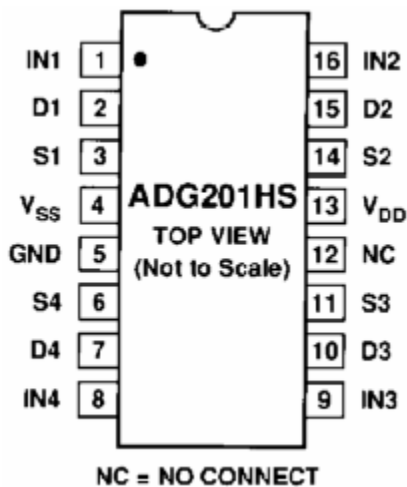 IN1 1 16 IN2
D1 2 15 D2
S1 3 14 S2
VSS 4 ADG201HS 13 VDD
TOP VIEW
GND 5 12 NC
(Not to Scale)
S4 6 11 S3
D4 7 10 D3
IN4 8 9 IN3
NC = NO CONNECT